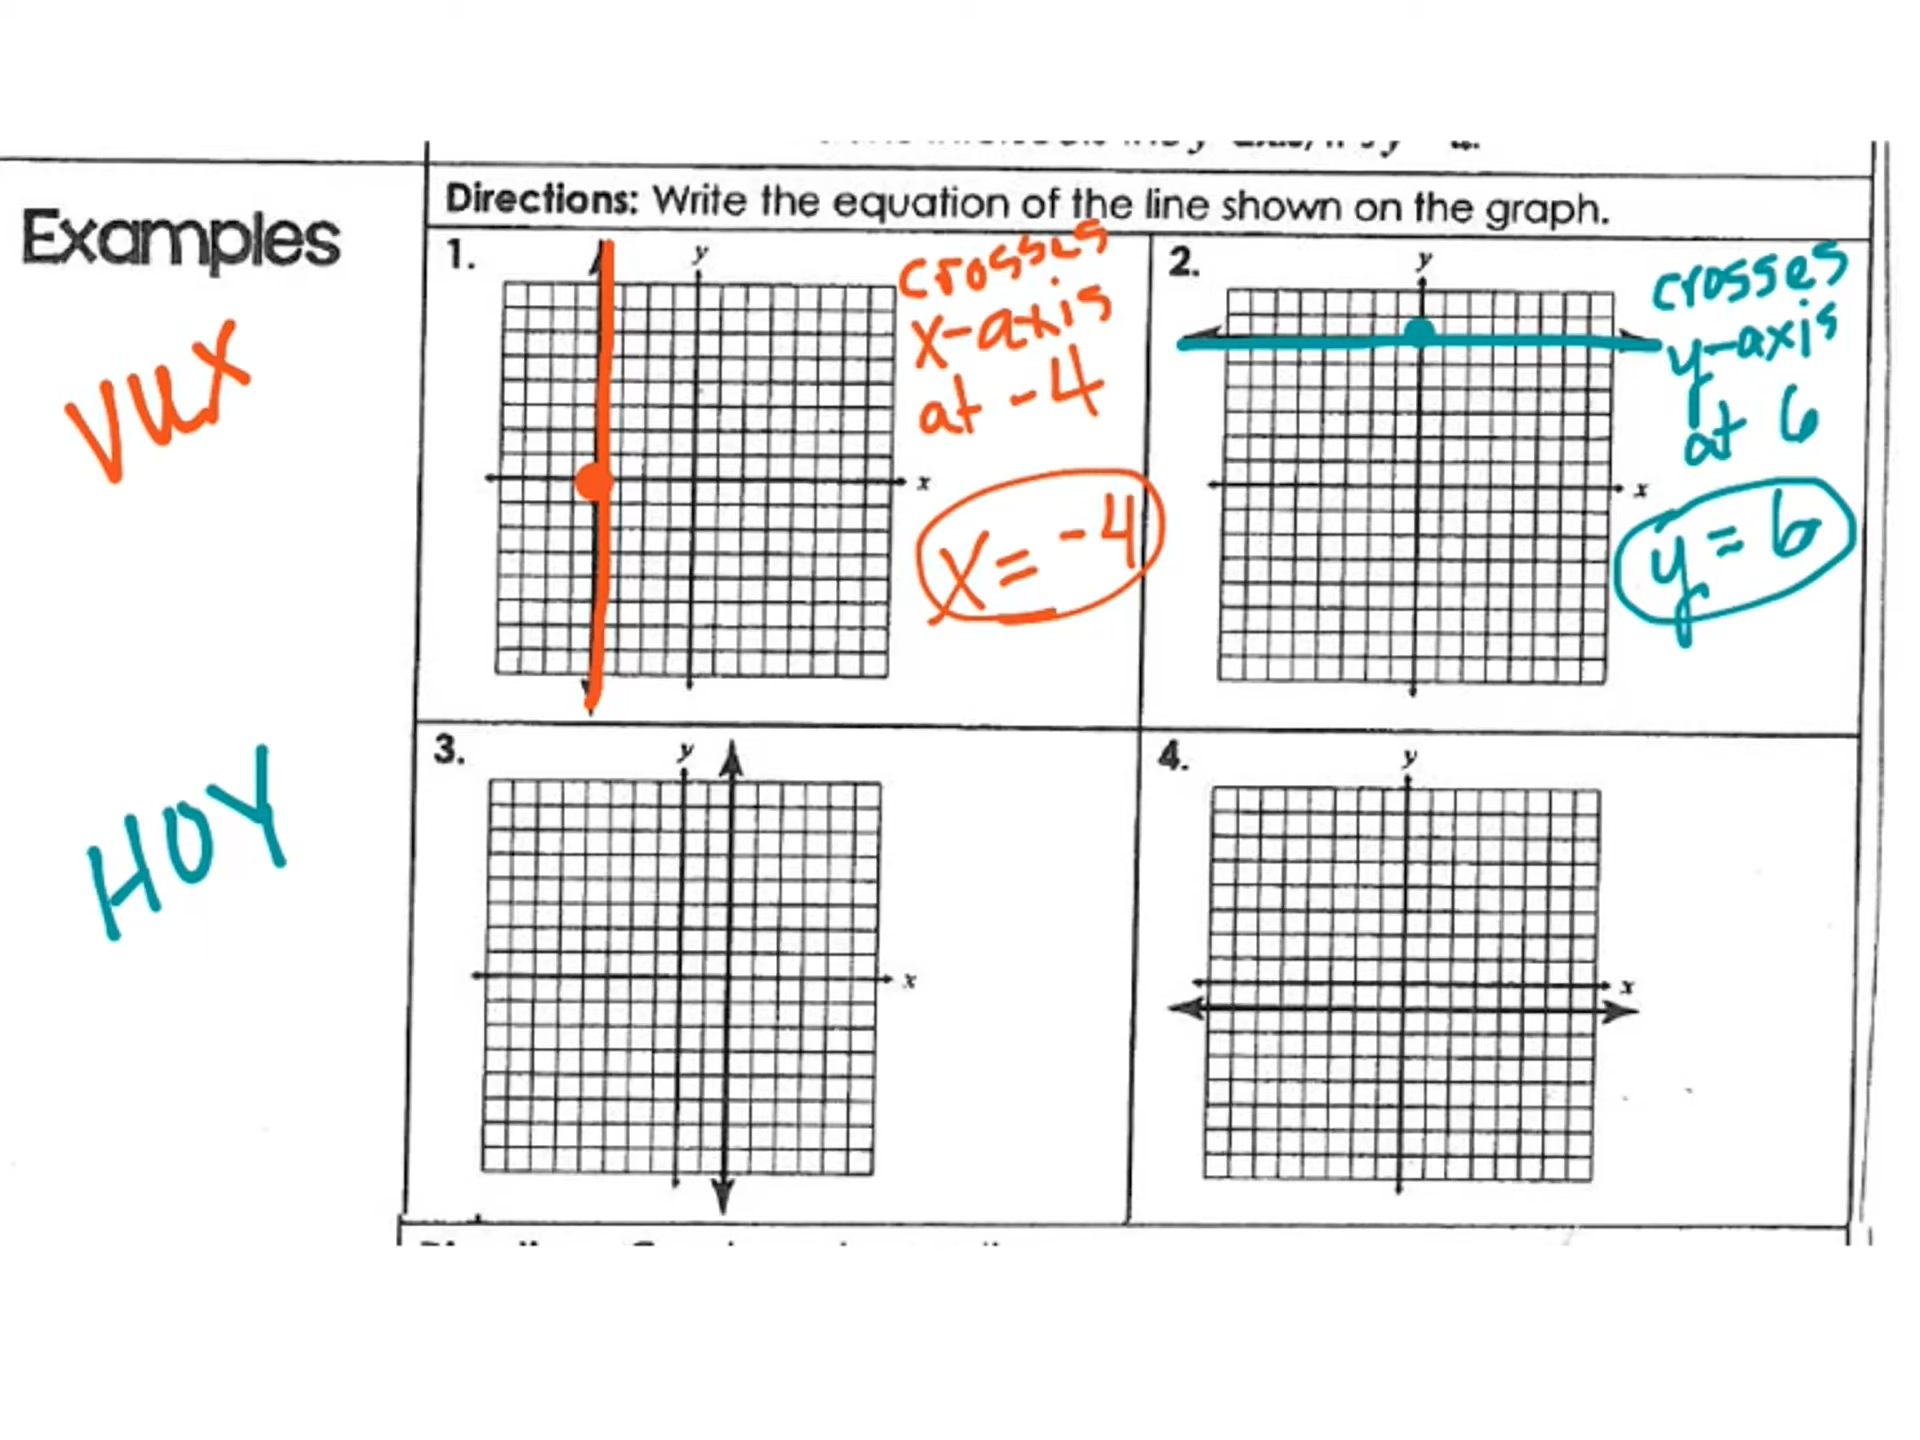 Directions: Write the equation of the line shown on the graph.
Examples
VUX
HOY
1.
y
x
crosses
x-axis
at -4
x = -4
2.
y
x
crosses
y-axis
at 6
y = 6
3.
y
x
4.
y
x